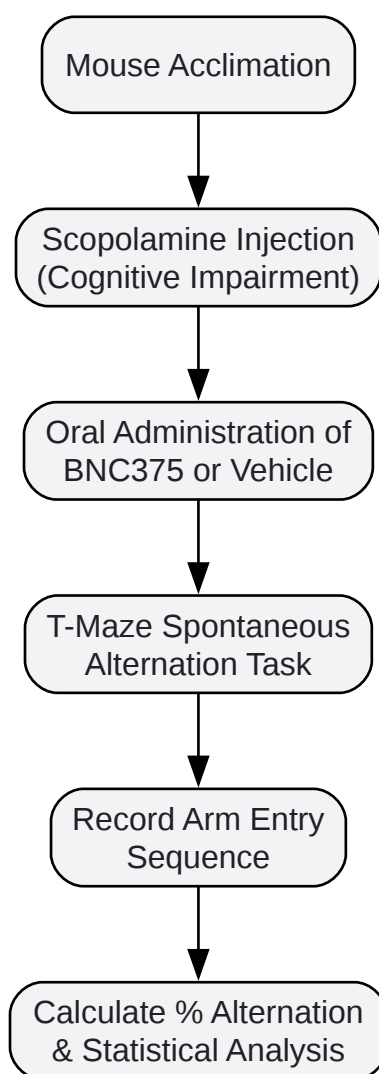 Mouse Acclimation
Scopolamine Injection
(Cognitive Impairment)
Oral Administration of
BNC375 or Vehicle
T-Maze Spontaneous
Alternation Task
Record Arm Entry
Sequence
Calculate % Alternation
& Statistical Analysis